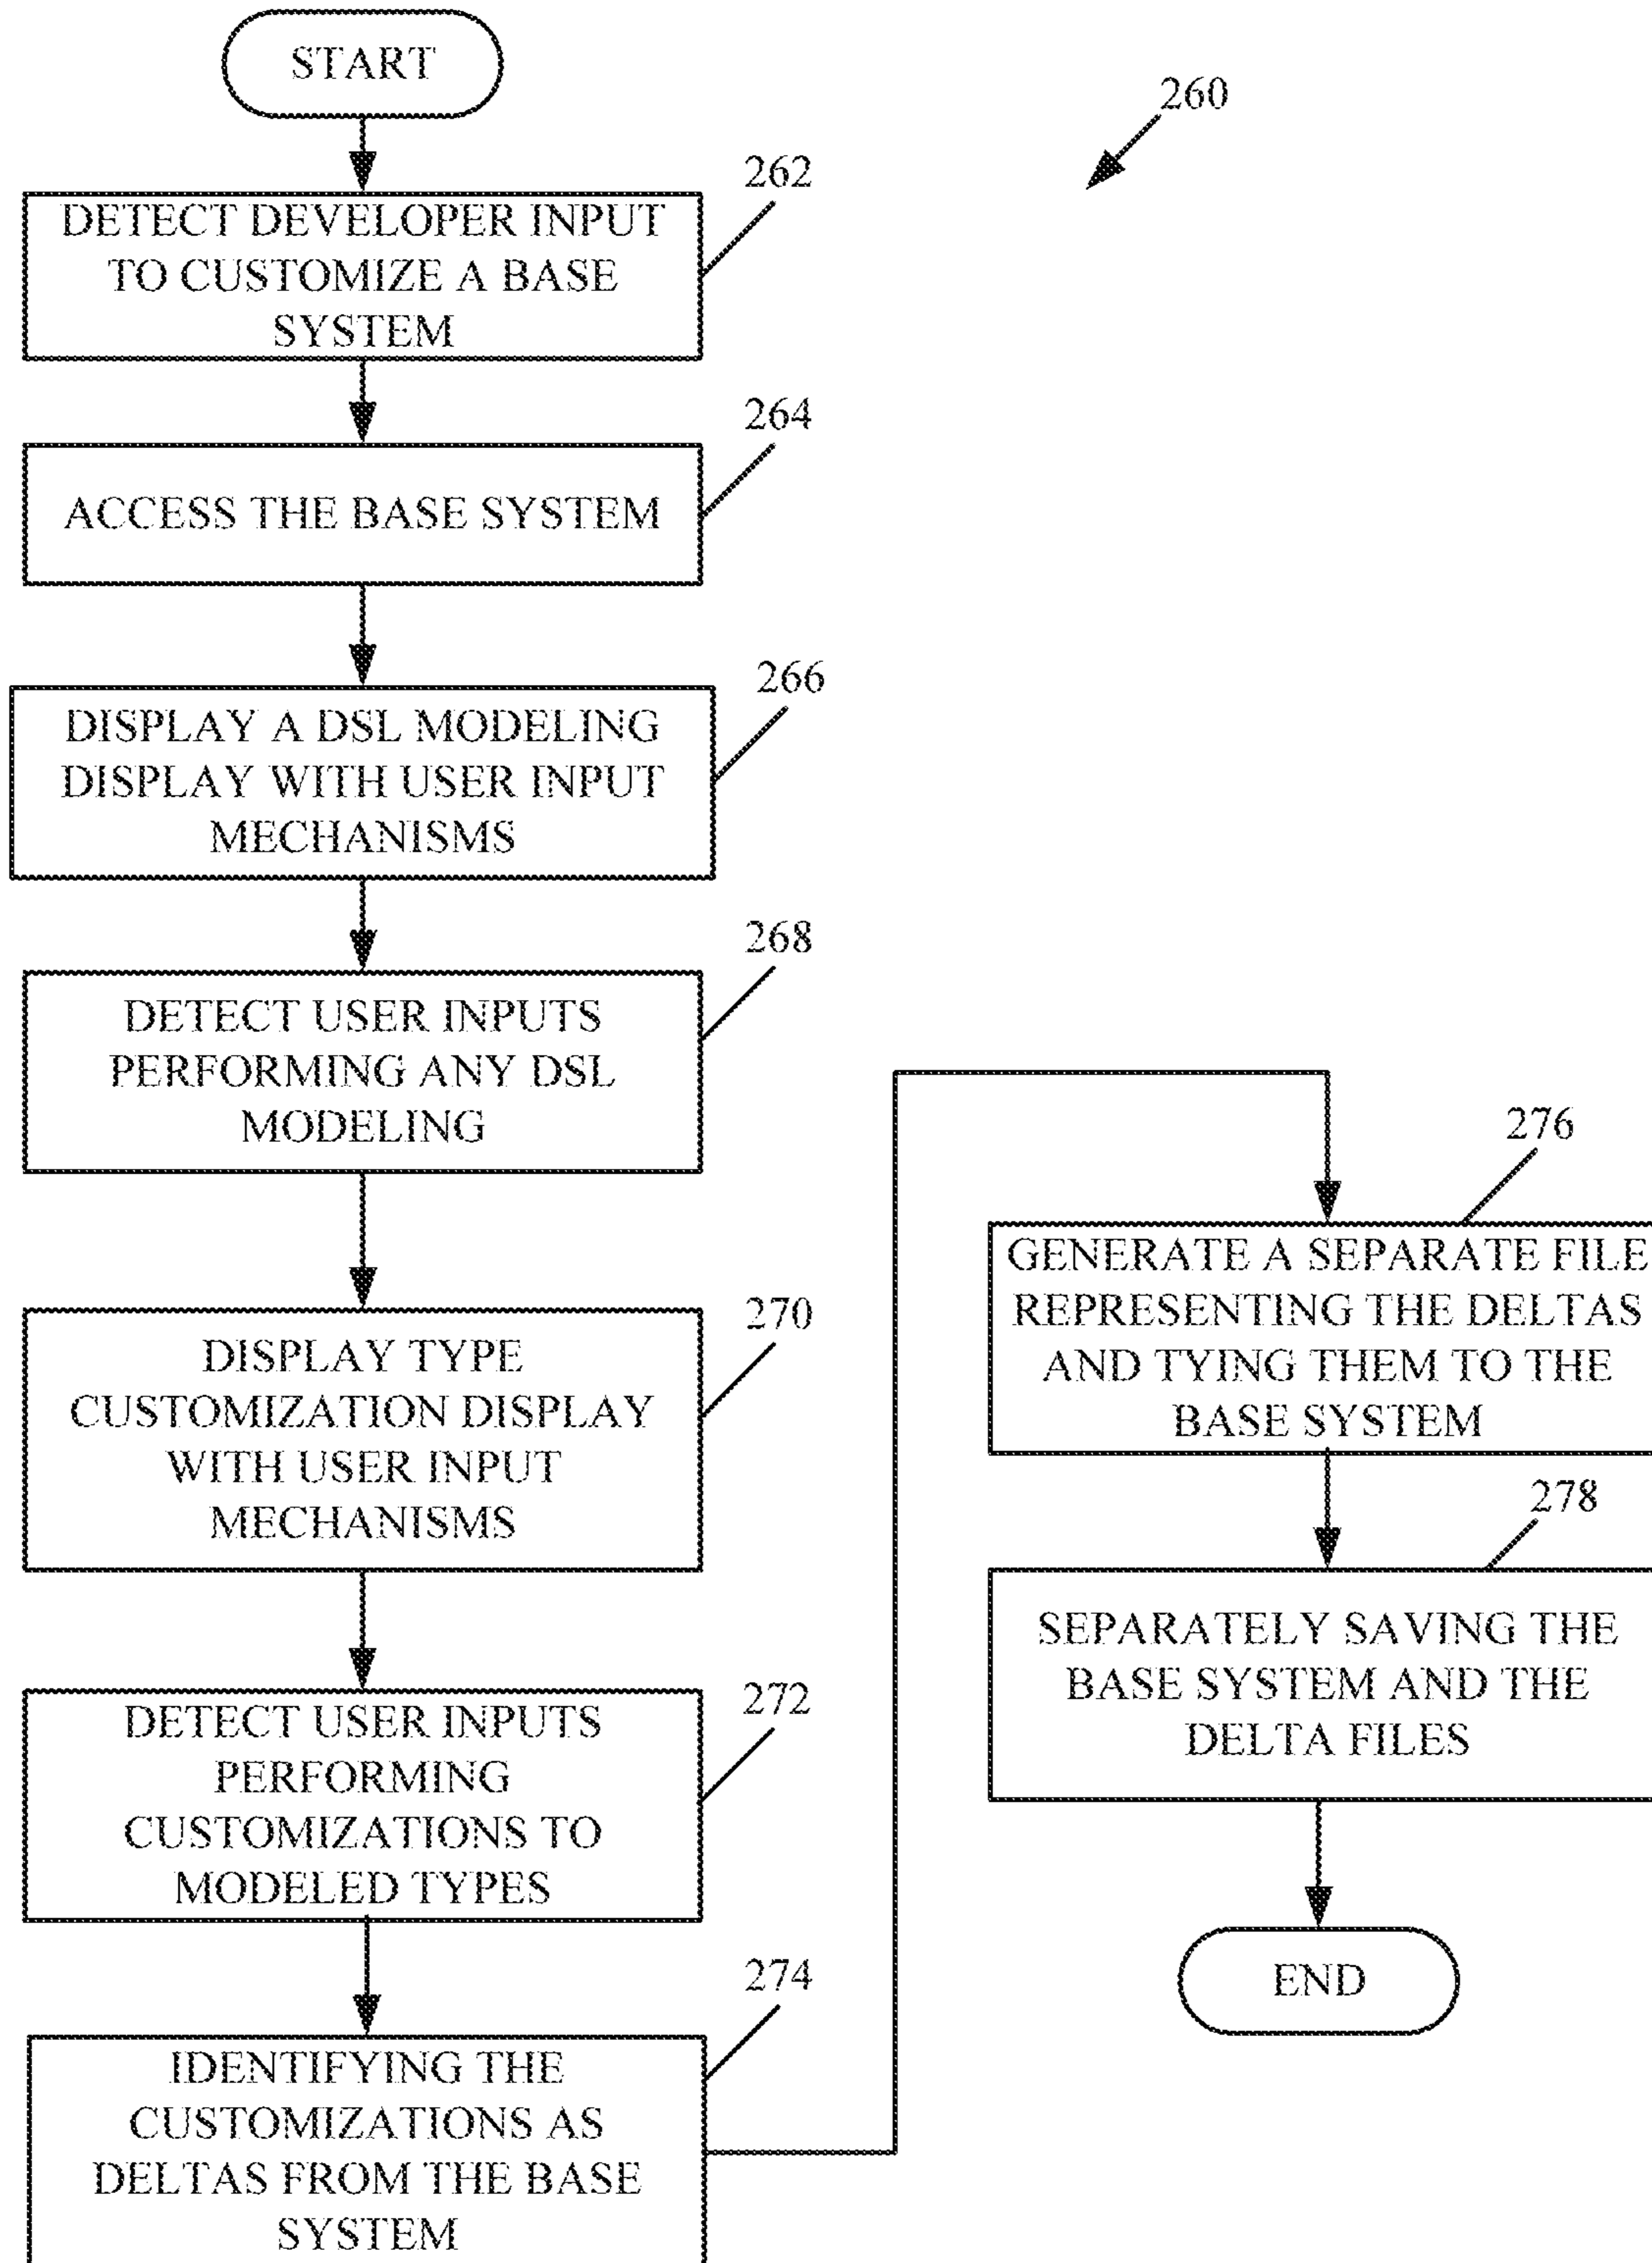 START
260
262
DETECT DEVELOPER INPUT
TO CUSTOMIZE A BASE
SYSTEM
264
ACCESS THE BASE SYSTEM
266
DISPLAY A DSL MODELING
DISPLAY WITH USER INPUT
MECHANISMS
268
DETECT USER INPUTS
PERFORMING ANY DSL
MODELING
270
DISPLAY TYPE
CUSTOMIZATION DISPLAY
WITH USER INPUT
MECHANISMS
272
DETECT USER INPUTS
PERFORMING
CUSTOMIZATIONS TO
MODELED TYPES
274
IDENTIFYING THE
CUSTOMIZATIONS AS
DELTAS FROM THE BASE
SYSTEM
276
GENERATE A SEPARATE FILE
REPRESENTING THE DELTAS
AND TYING THEM TO THE
BASE SYSTEM
278
SEPARATELY SAVING THE
BASE SYSTEM AND THE
DELTA FILES
END